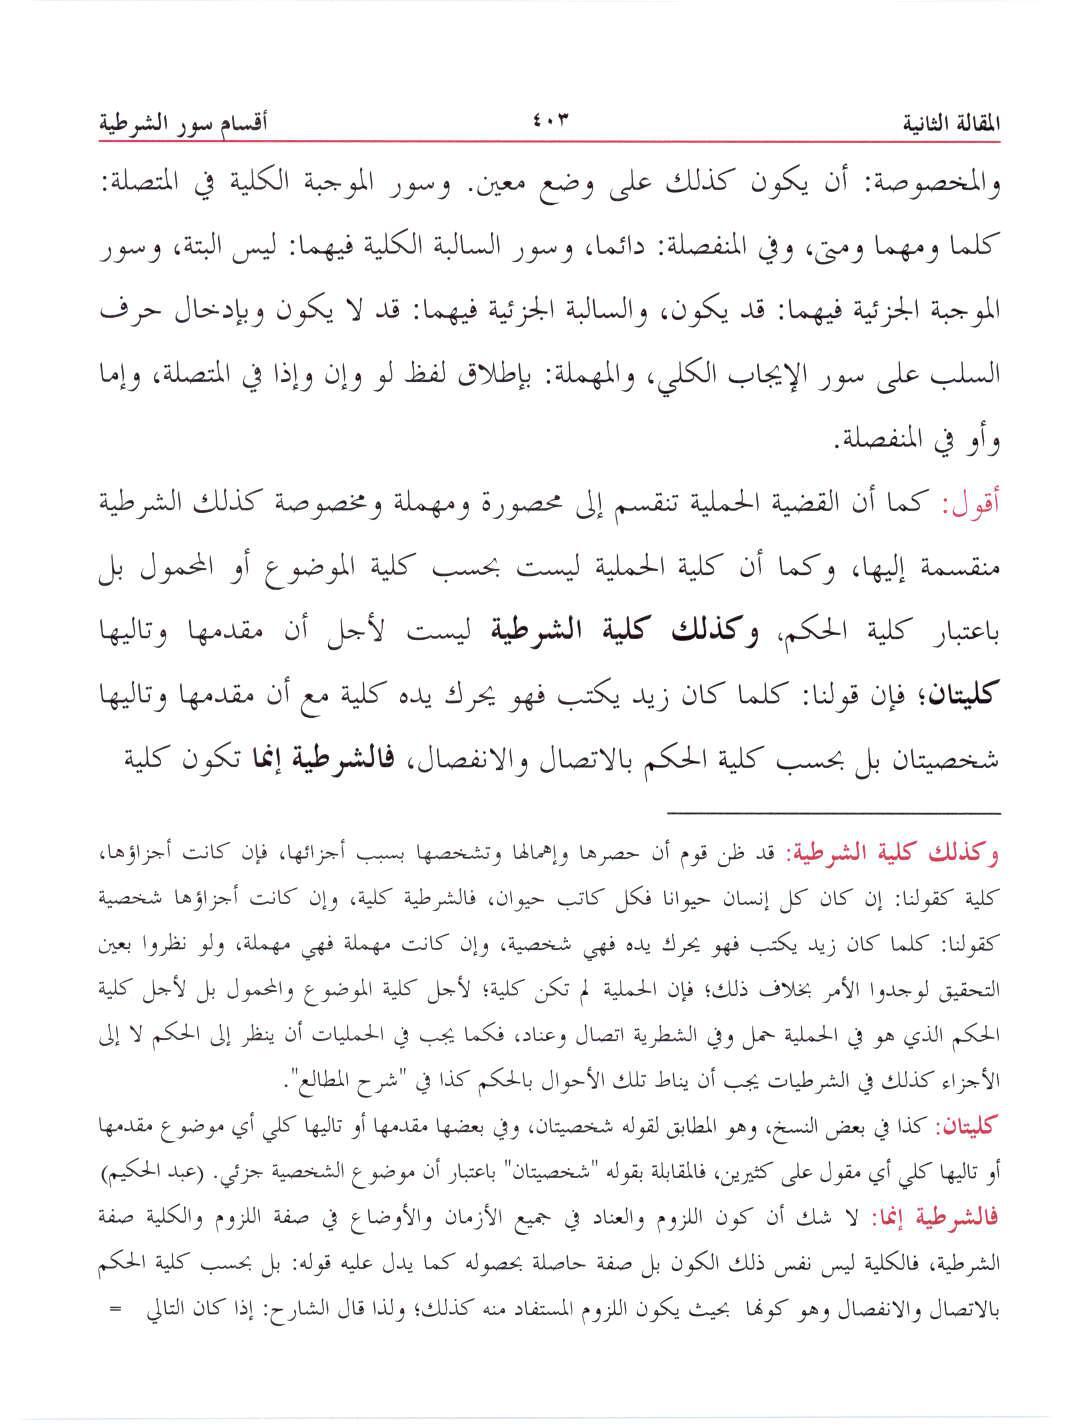 المقالة الثانية ٤٠٣ أقسام سور الشرطية
والمخصوصة: أن يكون كذلك على وضع معين. وسور الموجبة الكلية في المتصلة:
كلما ومهما ومتى، وفي المنفصلة: دائما، وسور السالبة الكلية فيهما: ليس البتة، وسور
الموجبة الجزئية فيهما: قد يكون، والسالبة الجزئية فيهما: قد لا يكون وبإدخال حرف
السلب على سور الإيجاب الكلي، والمهملة: بإطلاق لفظ لو وإن وإذا في المتصلة، وإما
وأو في المنفصلة.
أقول: كما أن القضية الحملية تنقسم إلى محصورة ومهملة ومخصوصة كذلك الشرطية
منقسمة إليها، وكما أن كلية الحملية ليست بحسب كلية الموضوع أو المحمول بل
باعتبار كلية الحكم، وكذلك كلية الشرطية ليست لأجل أن مقدمها وتاليها
كليتان؛ فإن قولنا: كلما كان زيد يكتب فهو يحرك يده كلية مع أن مقدمها وتاليها
شخصيتان بل بحسب كلية الحكم بالاتصال والانفصال، فالشرطية إنما تكون كلية
وكذلك كلية الشرطية: قد ظن قوم أن حصرها وإهمالها وتشخصها بسبب أجزائها، فإن كانت أجزاؤها،
كلية كقولنا: إن كان كل إنسان حيوانا فكل كاتب حيوان، فالشرطية كلية، وإن كانت أجزاؤها شخصية
كقولنا: كلما كان زيد يكتب فهو يحرك يده فهي شخصية، وإن كانت مهملة فهي مهملة، ولو نظروا بعين
التحقيق لوجدوا الأمر بخلاف ذلك؛ فإن الحملية لم تكن كلية؛ لأجل كلية الموضوع والمحمول بل لأجل كلية
الحكم الذي هو في الحملية حمل وفي الشطرية اتصال وعناد، فكما يجب في الحمليات أن ينظر إلى الحكم لا إلى
الأجزاء كذلك في الشرطيات يجب أن يناط تلك الأحوال بالحكم كذا في "شرح المطالع".
كليتان: كذا في بعض النسخ، وهو المطابق لقوله شخصيتان، وفي بعضها مقدمها أو تاليها كلي أي موضوع مقدمها
أو تاليها كلي أي مقول على كثيرين، فالمقابلة بقوله "شخصيتان" باعتبار أن موضوع الشخصية جزئي. (عبد الحكيم)
فالشرطية إنما: لا شك أن كون اللزوم والعناد في جميع الأزمان والأوضاع في صفة اللزوم والكلية صفة
الشرطية، فالكلية ليس نفس ذلك الكون بل صفة حاصلة بحصوله كما يدل عليه قوله: بل بحسب كلية الحكم
بالاتصال والانفصال وهو كونها بحيث يكون اللزوم المستفاد منه كذلك؛ ولذا قال الشارح: إذا كان التالي =